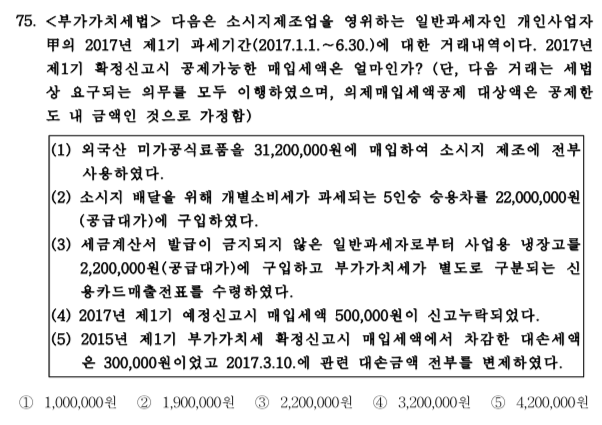 75. <부가가치세법> 다음은 소시지제조업을 영위하는 일반과세자인 개인사업자
甲의 2017년 제1기 과세기간(2017.1.1.~6.30.)에 대한 거래내역이다. 2017년
제1기 확정신고시 공제가능한 매입세액은 얼마인가? (단, 다음 거래는 세법
상 요구되는 의무를 모두 이행하였으며, 의제매입세액공제 대상액은 공제한
도 내 금액인 것으로 가정함)
(1) 외국산 미가공식료품을 31,200,000원에 매입하여 소시지 제조에 전부
사용하였다.
(2) 소시지 배달을 위해 개별소비세가 과세되는 5인승 승용차를 22,000,000원
(공급대가)에 구입하였다.
(3) 세금계산서 발급이 금지되지 않은 일반과세자로부터 사업용 냉장고를
2,200,000원(공급대가)에 구입하고 부가가치세가 별도로 구분되는 신
용카드매출전표를 수령하였다.
(4) 2017년 제1기 예정신고시 매입세액 500,000원이 신고누락되었다.
(5) 2015년 제1기 부가가치세 확정신고시 매입세액에서 차감한 대손세액
은 300,000원이었고 2017.3.10.에 관련 대손금액 전부를 변제하였다.
① 1,000,000원 ② 1,900,000원 ③ 2,200,000원 ④ 3,200,000원 ⑤ 4,200,000원